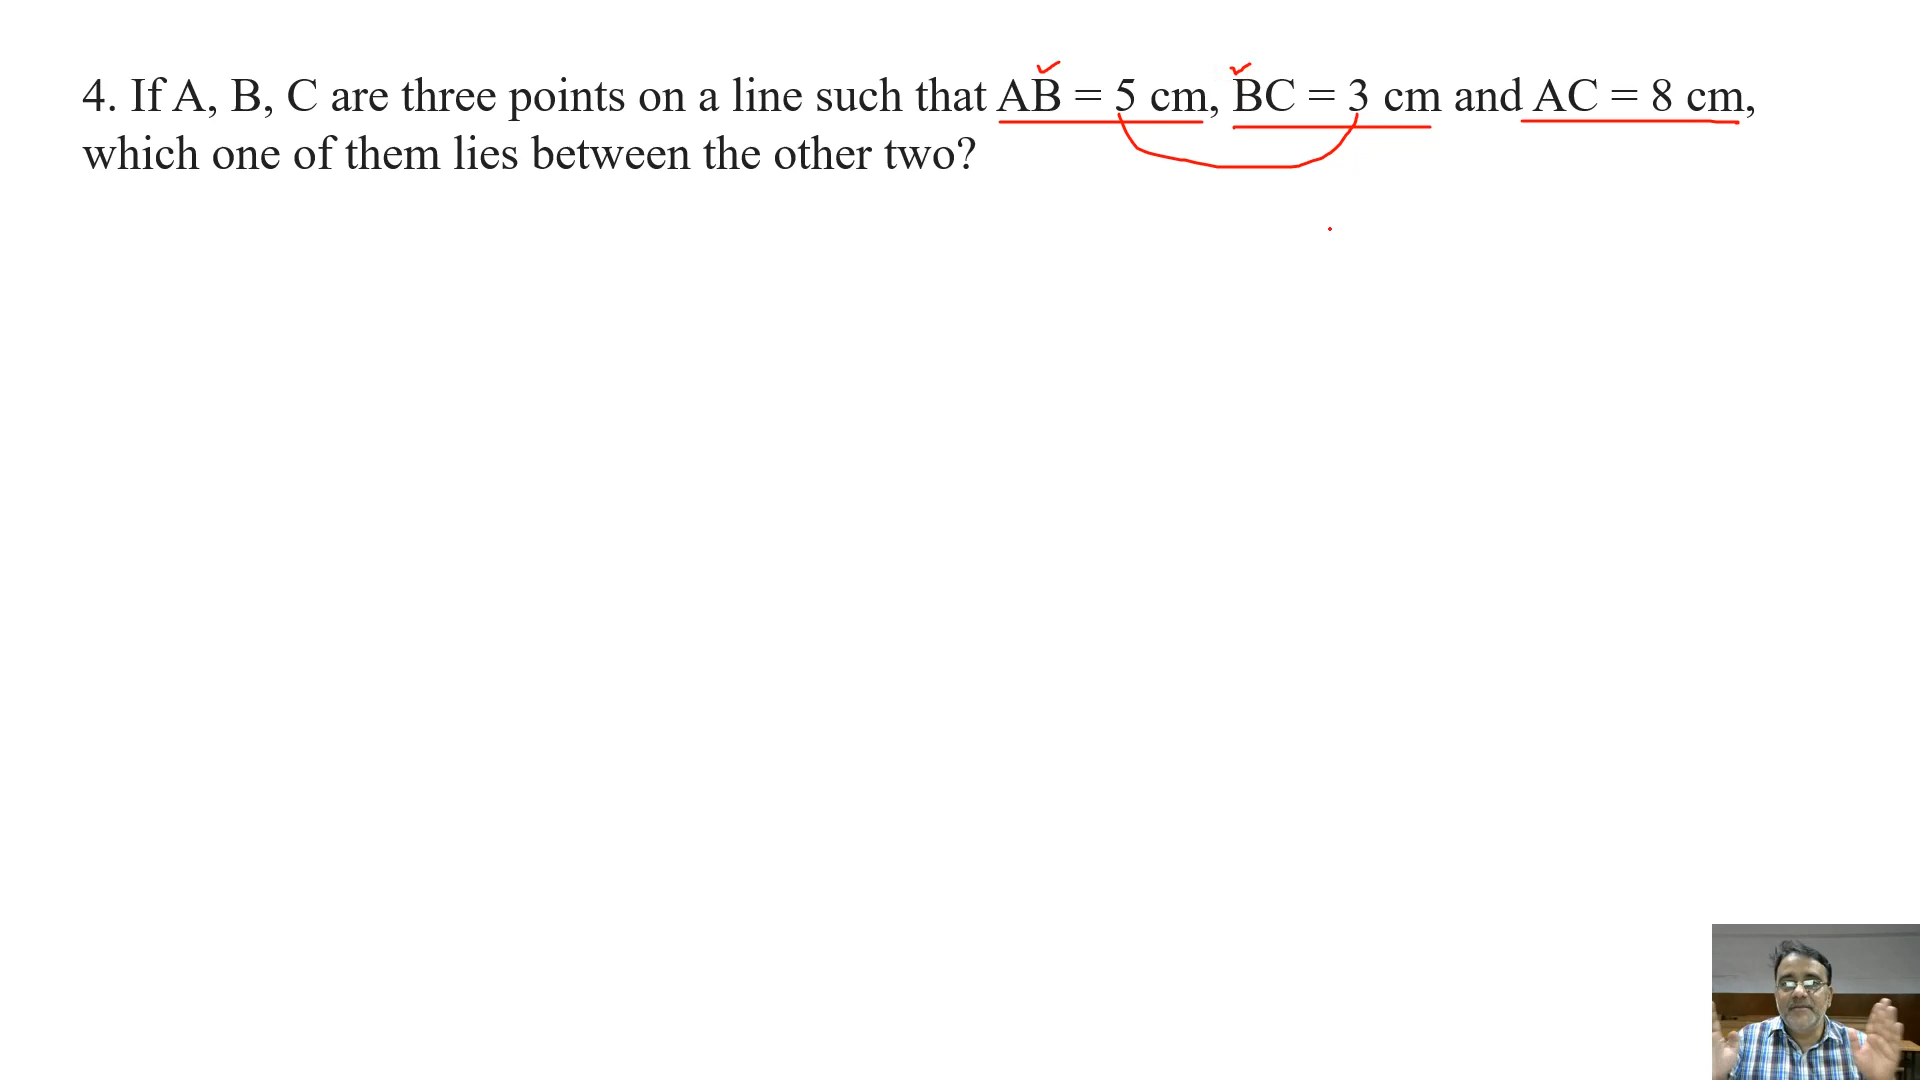 4. If A, B, C are three points on a line such that AB = 5 cm, BC = 3 cm and AC = 8 cm,
which one of them lies between the other two?